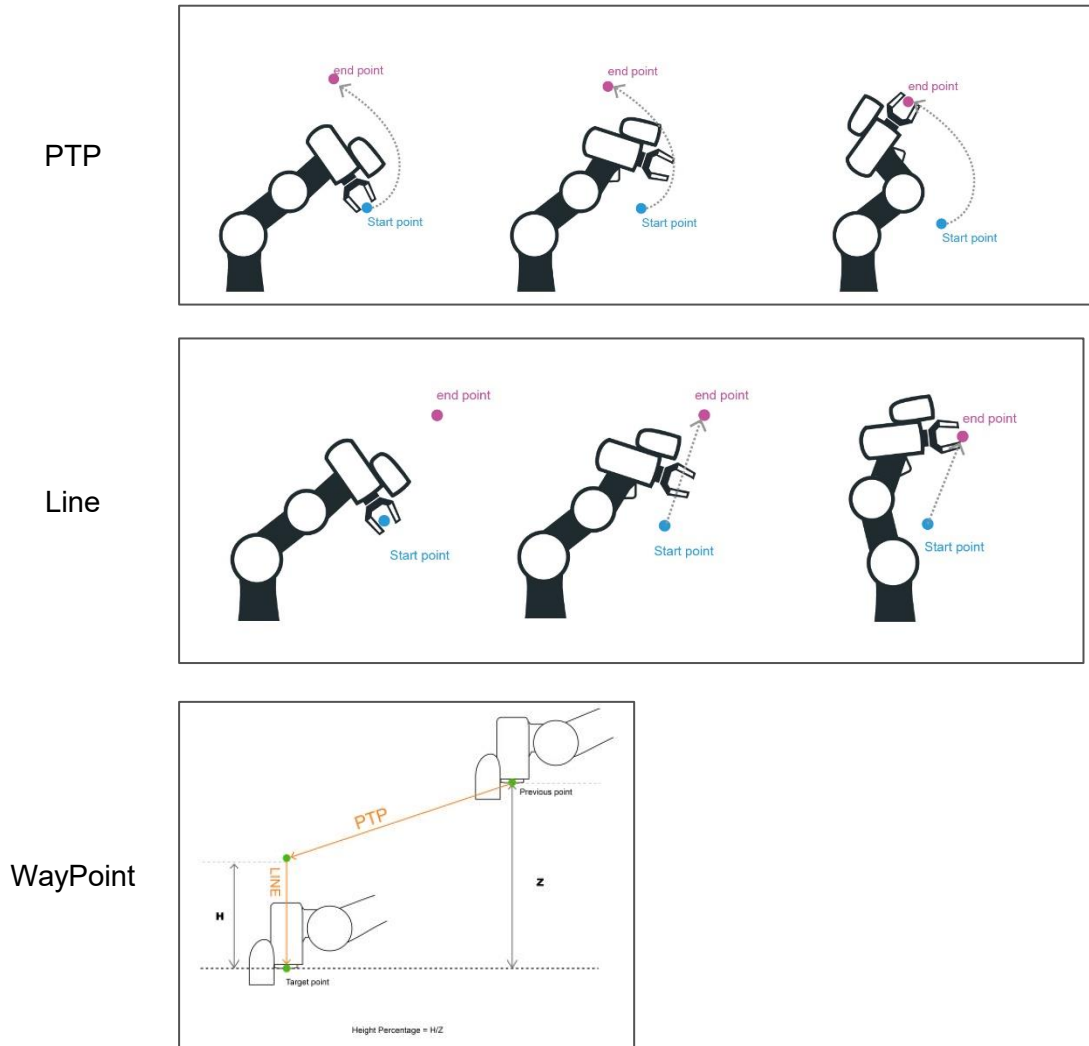 PTP
end point
Start point
end point
Start point
end point
Start point
Line
end point
Start point
end point
Start point
end point
Start point
WayPoint
Previous point
PTP
LINE
H
Z
Target point
Height Percentage = H/Z